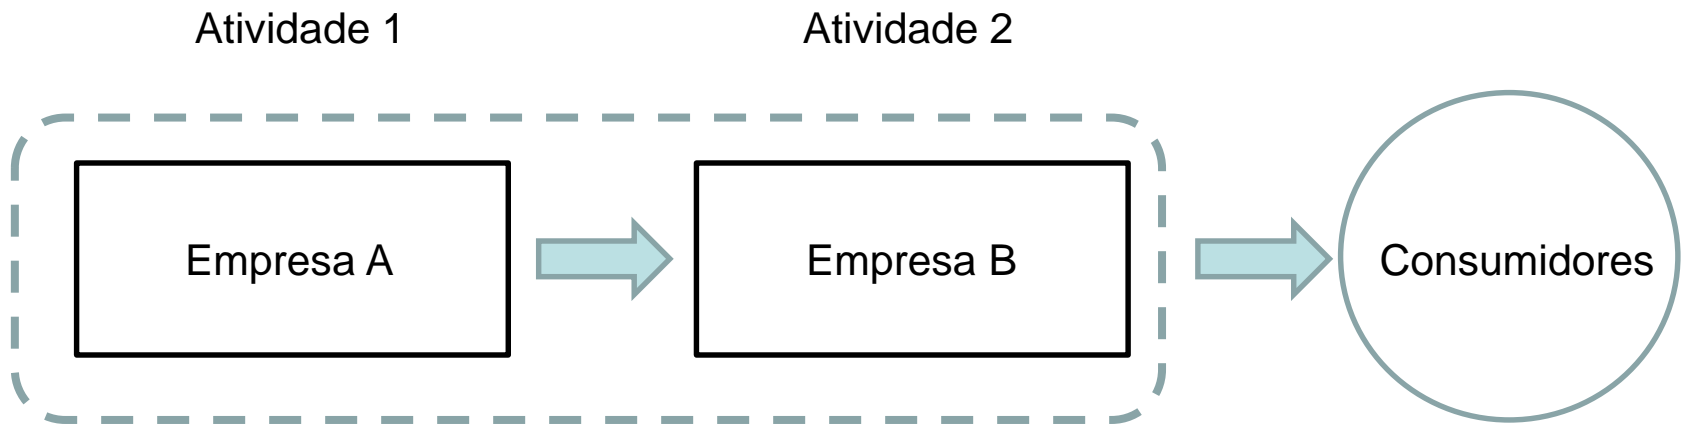 Atividade 1
Atividade 2
Empresa A
Empresa B
Consumidores